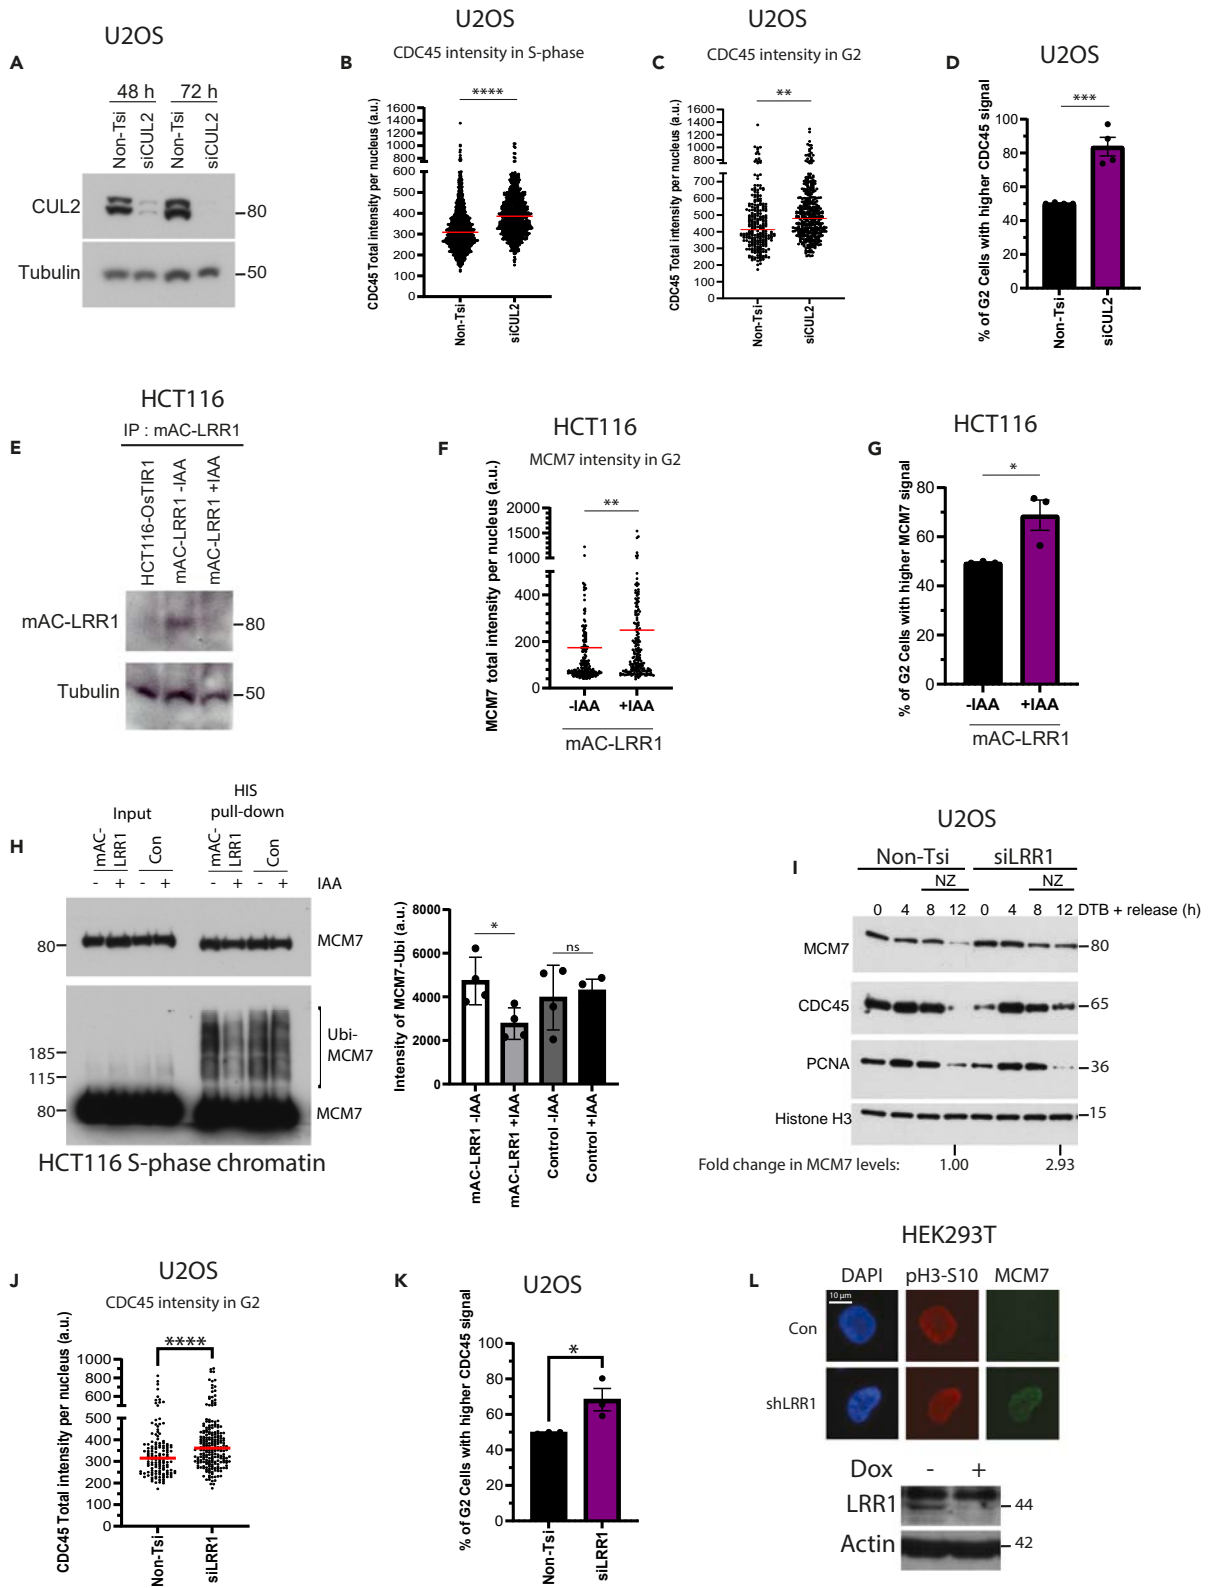 A
U2OS
48 h 72 h
Non-Tsi
siCUL2
Non-Tsi
siCUL2
CUL2
80
Tubulin
50
B
U2OS
CDC45 intensity in S-phase
CDC45 Total intensity per nucleus (a.u.)
1600
1400
1200
1000
800
600
500
400
300
200
100
0
****
Non-Tsi
siCUL2
C
CDC45 intensity in G2
CDC45 Total intensity per nucleus (a.u.)
1600
1400
1200
1000
800
700
600
500
400
300
200
100
0
**
Non-Tsi
siCUL2
D
U2OS
% of G2 Cells with higher CDC45 signal
100
80
60
40
20
0
***
Non-Tsi
siCUL2
E
HCT116
IP : mAC-LRR1
HCT116-OsTIR1
mAC-LRR1 -IAA
mAC-LRR1 +IAA
mAC-LRR1
80
Tubulin
50
F
HCT116
MCM7 intensity in G2
MCM7 total intensity per nucleus (a.u.)
2000
1500
1000
400
200
0
**
-IAA +IAA
mAC-LRR1
G
HCT116
% of G2 Cells with higher MCM7 signal
80
60
40
20
0
*
-IAA +IAA
mAC-LRR1
H
Input
HIS
pull-down
mAC-
LRR1
Con
mAC-
LRR1
Con
- + - + - + - + IAA
80
MCM7
185
115
80
Ubi-
MCM7
MCM7
HCT116 S-phase chromatin
Intensity of MCM7-Ubi (a.u.)
8000
6000
4000
2000
0
*
ns
mAC-LRR1 -IAA
mAC-LRR1 +IAA
Control -IAA
Control +IAA
I
U2OS
Non-Tsi siLRR1
NZ NZ
0 4 8 12 0 4 8 12 DTB + release (h)
MCM7
80
CDC45
65
PCNA
36
Histone H3
15
Fold change in MCM7 levels: 1.00 2.93
J
U2OS
CDC45 intensity in G2
CDC45 Total intensity per nucleus (a.u.)
1000
800
600
500
400
300
200
100
0
****
Non-Tsi
siLRR1
K
U2OS
% of G2 Cells with higher CDC45 signal
100
80
60
40
20
0
*
Non-Tsi
siLRR1
L
HEK293T
DAPI pH3-S10 MCM7
10 µm
Con
shLRR1
Dox - +
LRR1
44
Actin
42